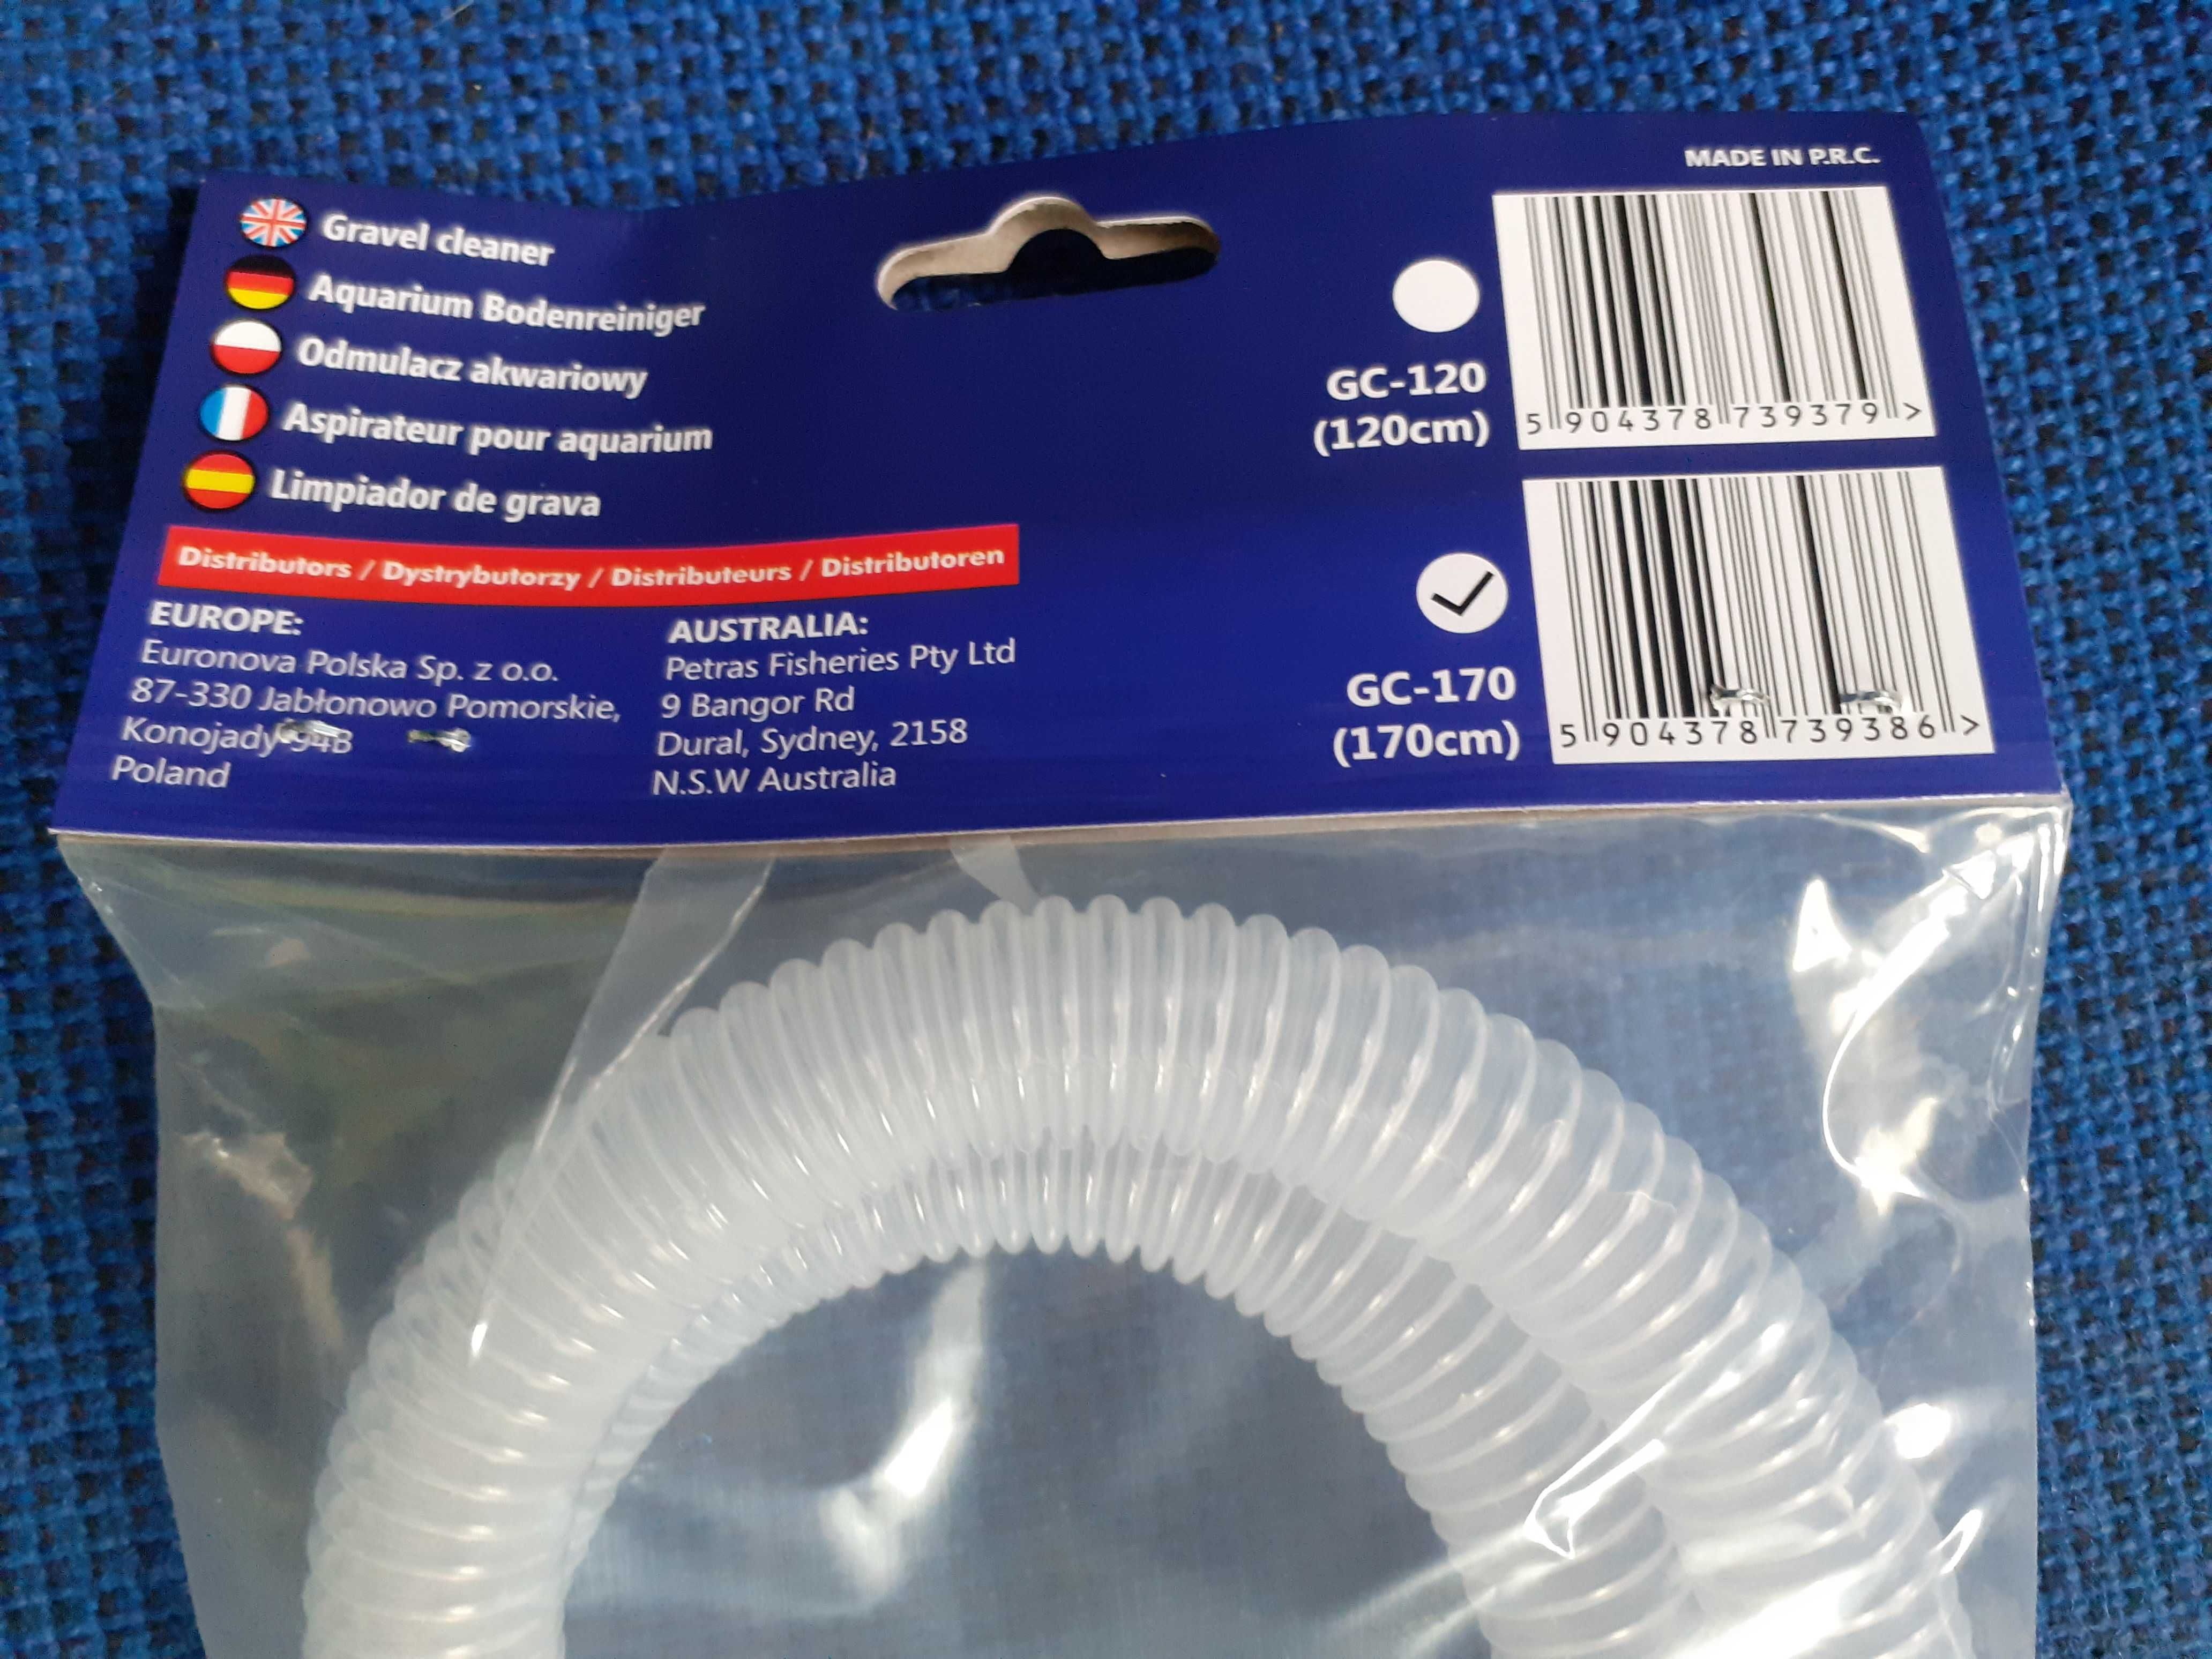 MADE IN P.R.C.
Gravel cleaner
Aquarium Bodenreiniger
Odmulacz akwariowy
Aspirateur pour aquarium
Limpiador de grava
Distributors / Dystrybutorzy / Distributeurs / Distributoren
EUROPE:
Euronova Polska Sp. z o.o.
87-330 Jabłonowo Pomorskie,
Konojady 94B
Poland
AUSTRALIA:
Petras Fisheries Pty Ltd
9 Bangor Rd
Dural, Sydney, 2158
N.S.W Australia
GC-120
(120cm)
5 904378 739379 >
GC-170
(170cm)
5 904378 739386 >